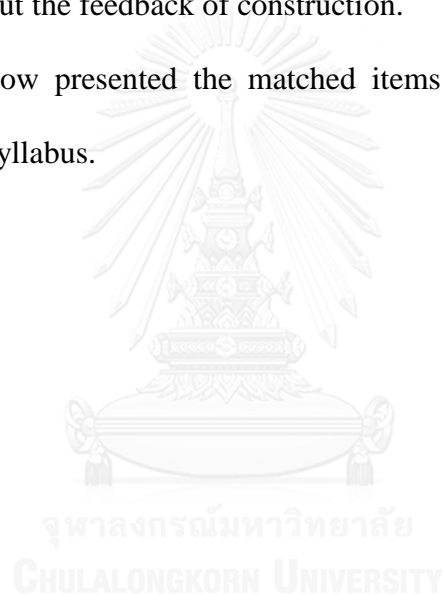 ut the feedback of construction.
ow presented the matched items
yllabus.
จุฬาลงกรณ์มหาวิทยาลัย
CHULALONGKORN UNIVERSITY